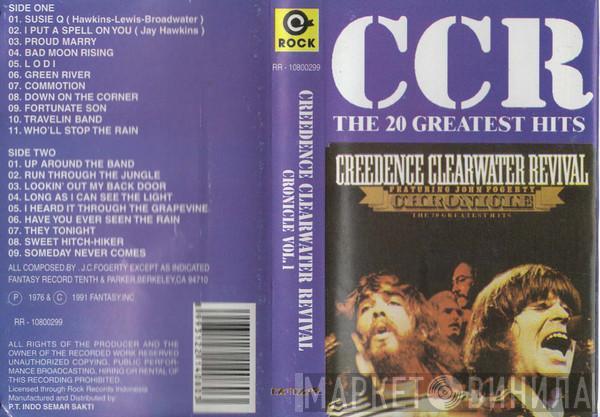 SIDE ONE
01. SUSIE Q ( Hawkins-Lewis-Broadwater )
02. I PUT A SPELL ON YOU ( Jay Hawkins )
03. PROUD MARRY
04. BAD MOON RISING
05. L O D I
06. GREEN RIVER
07. COMMOTION
08. DOWN ON THE CORNER
09. FORTUNATE SON
10. TRAVELIN BAND
11. WHO'LL STOP THE RAIN
SIDE TWO
01. UP AROUND THE BAND
02. RUN THROUGH THE JUNGLE
03. LOOKIN' OUT MY BACK DOOR
04. LONG AS I CAN SEE THE LIGHT
05. I HEARD IT THROUGH THE GRAPEVINE
06. HAVE YOU EVER SEEN THE RAIN
07. THEY TONIGHT
08. SWEET HITCH-HIKER
09. SOMEDAY NEVER COMES
ALL COMPOSED BY . J.C.FOGERTY EXCEPT AS INDICATED
FANTASY RECORD TENTH & PARKER,BERKELEY,CA 94710
P 1976 & C 1991 FANTASY.INC
RR - 10800299
ALL RIGHTS OF THE PRODUCER AND THE
OWNER OF THE RECORDED WORK RESERVED
UNAUTHORIZED COPYING. PUBLIC PERFOR-
MANCE BROADCASTING, HIRING OR RENTAL OF
THIS RECORDING PROHIBITED.
Licensed through Rock Records Indonesia
Manufactured and Distributed by
P.T. INDO SEMAR SAKTI
ROCK
RR - 10800299
CREEDENCE CLEARWATER REVIVAL
CRONICLE VOL.1
CCR
THE 20 GREATEST HITS
CREEDENCE CLEARWATER REVIVAL
FEATURING JOHN FOGERTY
CHRONICLE
THE 20 GREATEST HITS
МАРКЕТ ВИНИЛА